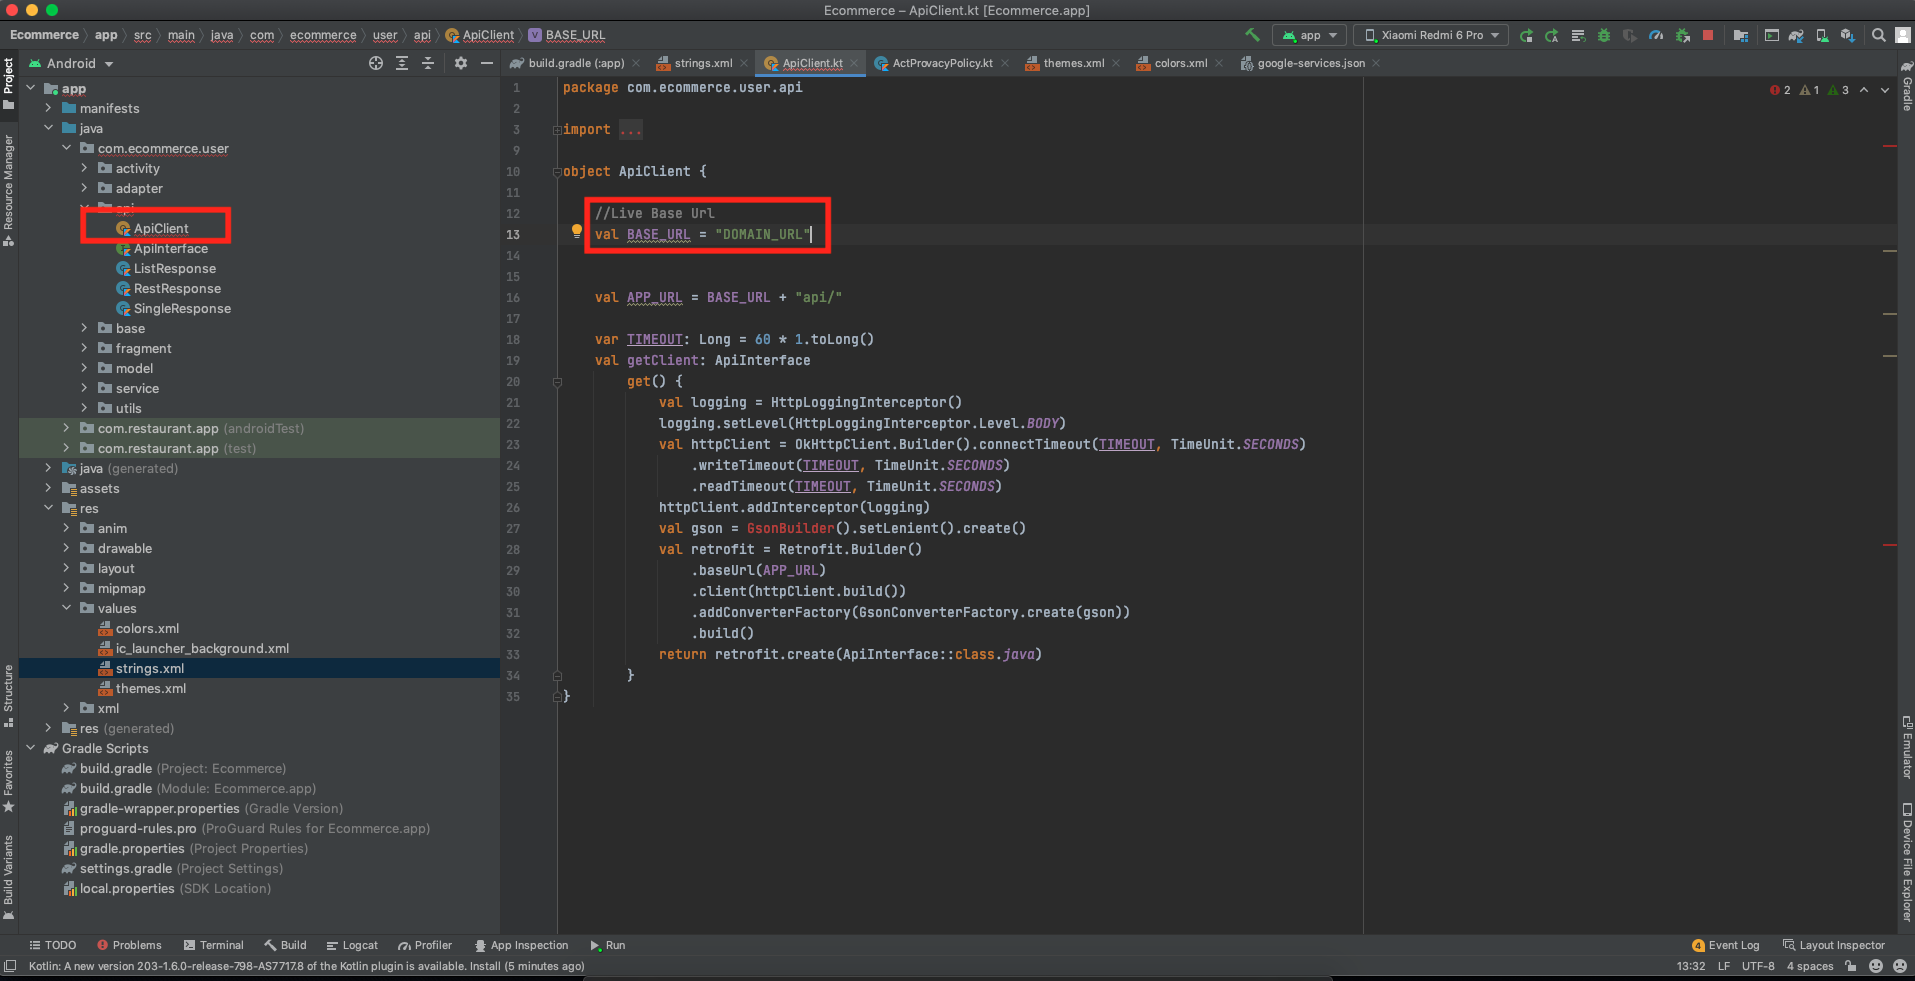 Ecommerce – ApiClient.kt [Ecommerce.app]
Ecommerce app src main java com ecommerce user api ApiClient BASE_URL
app Xiaomi Redmi 6 Pro
Android
build.gradle (:app) strings.xml ApiClient.kt ActProvacyPolicy.kt themes.xml colors.xml google-services.json
Project
Resource Manager
Structure
Favorites
Build Variants
app
manifests
java
com.ecommerce.user
activity
adapter
api
ApiClient
ApiInterface
ListResponse
RestResponse
SingleResponse
base
fragment
model
service
utils
com.restaurant.app (androidTest)
com.restaurant.app (test)
java (generated)
assets
res
anim
drawable
layout
mipmap
values
colors.xml
ic_launcher_background.xml
strings.xml
themes.xml
xml
res (generated)
Gradle Scripts
build.gradle (Project: Ecommerce)
build.gradle (Module: Ecommerce.app)
gradle-wrapper.properties (Gradle Version)
proguard-rules.pro (ProGuard Rules for Ecommerce.app)
gradle.properties (Project Properties)
settings.gradle (Project Settings)
local.properties (SDK Location)
1 package com.ecommerce.user.api
2
3 import ...
9
10 object ApiClient {
11
12 //Live Base Url
13 val BASE_URL = "DOMAIN_URL"
14
15
16 val APP_URL = BASE_URL + "api/"
17
18 var TIMEOUT: Long = 60 * 1.toLong()
19 val getClient: ApiInterface
20 get() {
21 val logging = HttpLoggingInterceptor()
22 logging.setLevel(HttpLoggingInterceptor.Level.BODY)
23 val httpClient = OkHttpClient.Builder().connectTimeout(TIMEOUT, TimeUnit.SECONDS)
24 .writeTimeout(TIMEOUT, TimeUnit.SECONDS)
25 .readTimeout(TIMEOUT, TimeUnit.SECONDS)
26 httpClient.addInterceptor(logging)
27 val gson = GsonBuilder().setLenient().create()
28 val retrofit = Retrofit.Builder()
29 .baseUrl(APP_URL)
30 .client(httpClient.build())
31 .addConverterFactory(GsonConverterFactory.create(gson))
32 .build()
33 return retrofit.create(ApiInterface::class.java)
34 }
35 }
2 1 3
Gradle
Emulator
Device File Explorer
TODO Problems Terminal Build Logcat Profiler App Inspection Run 4 Event Log Layout Inspector
Kotlin: A new version 203-1.6.0-release-798-AS7717.8 of the Kotlin plugin is available. Install (5 minutes ago) 13:32 LF UTF-8 4 spaces